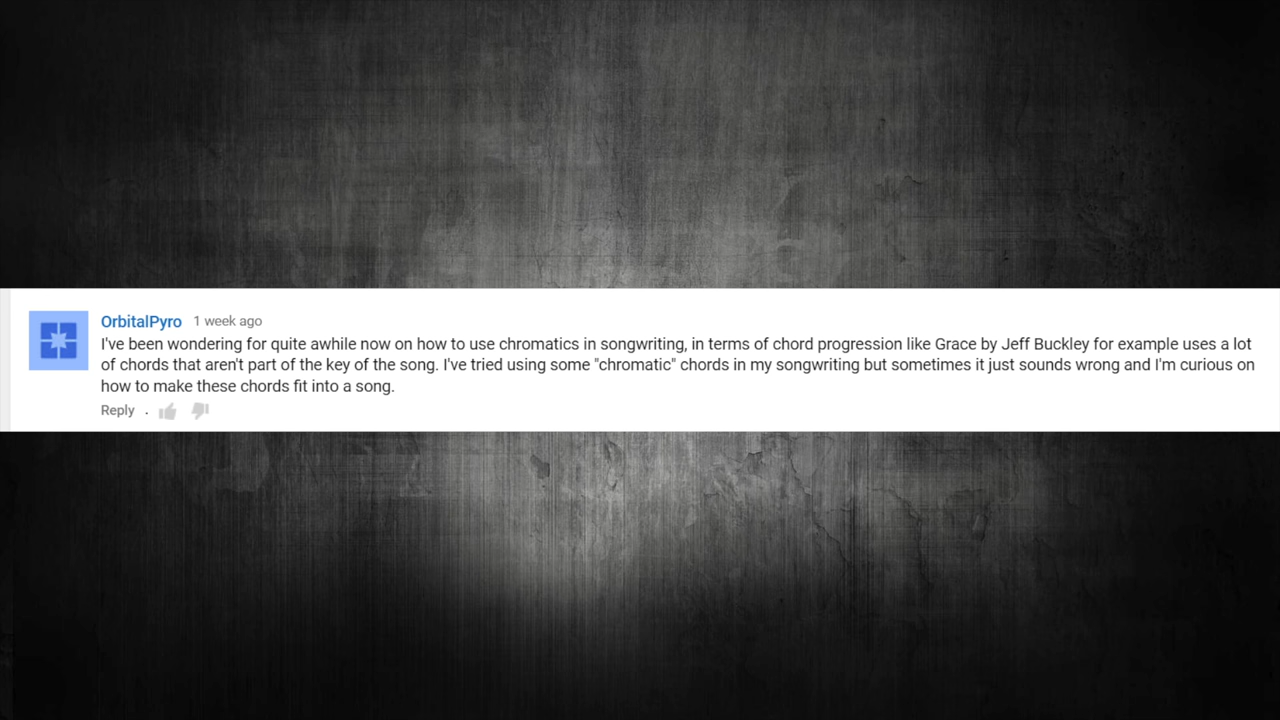 OrbitalPyro 1 week ago
I've been wondering for quite awhile now on how to use chromatics in songwriting, in terms of chord progression like Grace by Jeff Buckley for example uses a lot
of chords that aren't part of the key of the song. I've tried using some "chromatic" chords in my songwriting but sometimes it just sounds wrong and I'm curious on
how to make these chords fit into a song.
Reply .